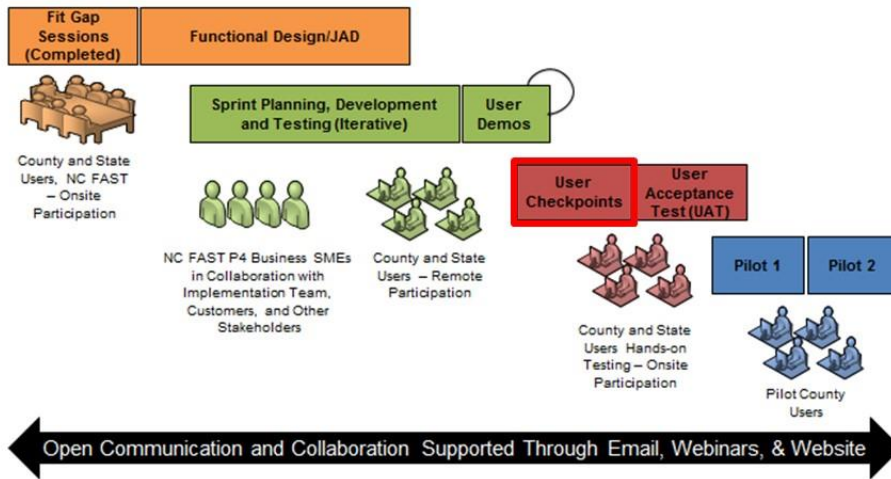 Fit Gap
Sessions
(Completed)
Functional Design/JAD
County and State
Users, NC FAST
– Onsite
Participation
Sprint Planning, Development
and Testing (Iterative)
User
Demos
NC FAST P4 Business SMEs
in Collaboration with
Implementation Team,
Customers, and Other
Stakeholders
County and State
Users – Remote
Participation
User
Checkpoints
User
Acceptance
Test (UAT)
County and State
Users Hands-on
Testing – Onsite
Participation
Pilot 1
Pilot 2
Pilot County
Users
Open Communication and Collaboration Supported Through Email, Webinars, & Website